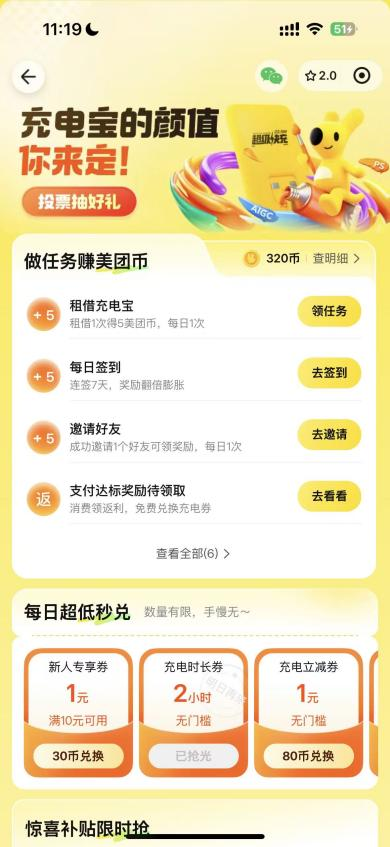 11:19
51
2.0
充电宝的颜值
你来定!
投票抽好礼
超级快充
AIGC
PS
做任务赚美团币
320币 查明细
+5
租借充电宝
租借1次得5美团币，每日1次
领任务
+5
每日签到
连签7天，奖励翻倍膨胀
去签到
+5
邀请好友
成功邀请1个好友可领奖励，每日1次
去邀请
返
支付达标奖励待领取
消费领返利，免费兑换充电券
去看看
查看全部(6)
每日超低秒兑 数量有限，手慢无～
新人专享券
1元
满10元可用
30币兑换
充电时长券
2小时
无门槛
已抢光
充电立减券
1元
无门槛
80币兑换
惊喜补贴限时抢